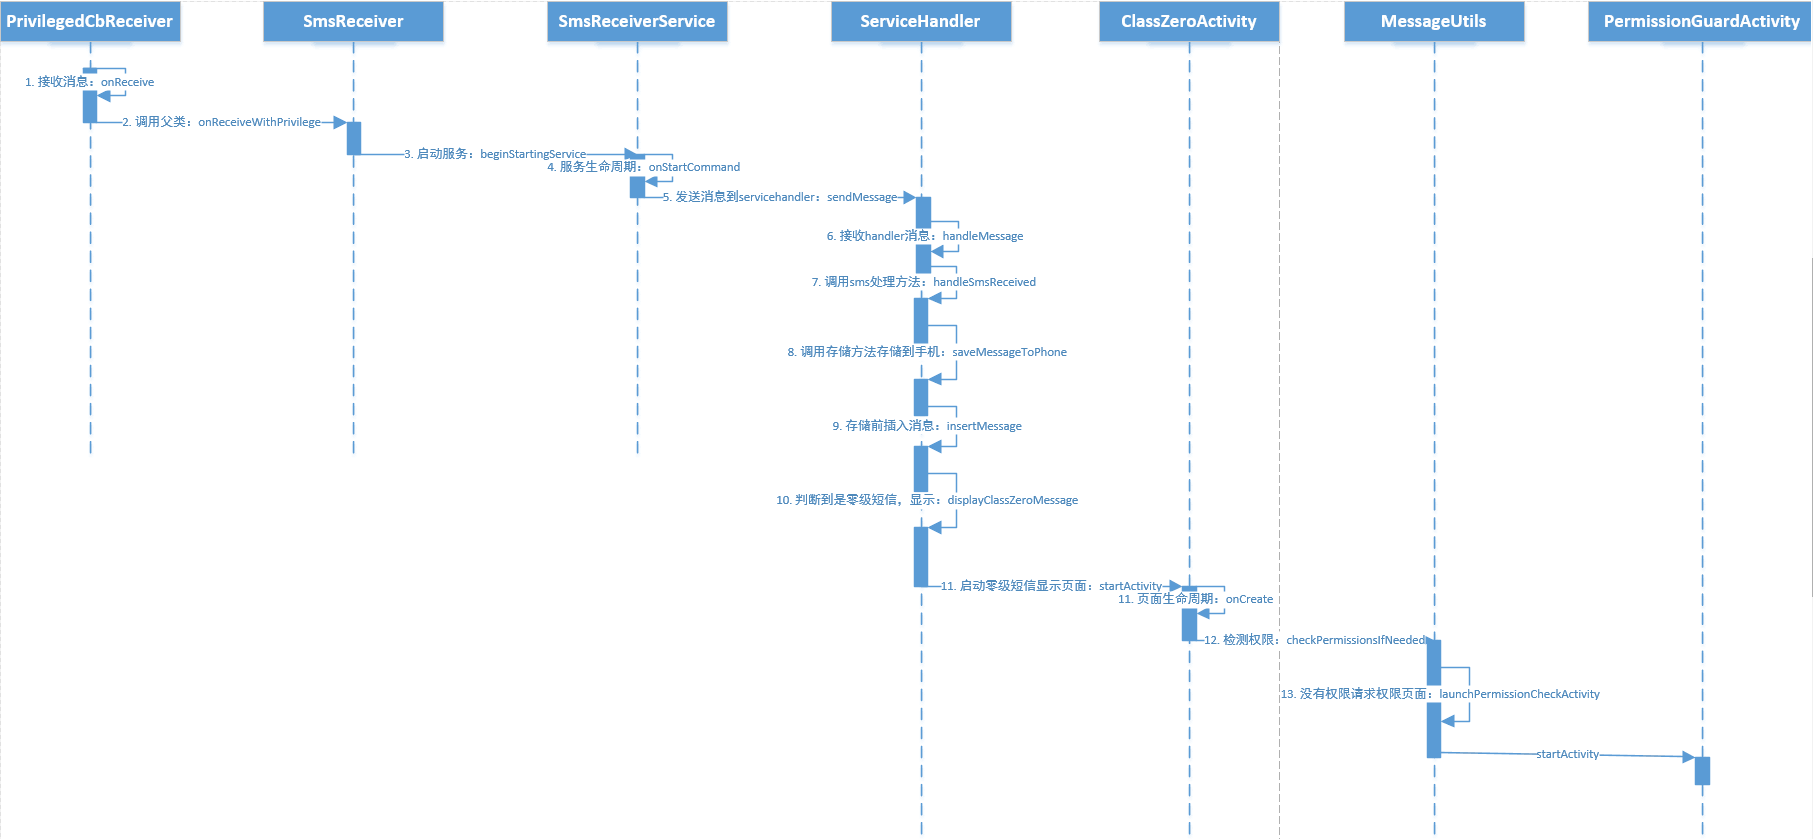 PrivilegedCbReceiver
SmsReceiver
SmsReceiverService
ServiceHandler
ClassZeroActivity
MessageUtils
PermissionGuardActivity
1. 接收消息：onReceive
2. 调用父类：onReceiveWithPrivilege
3. 启动服务：beginStartingService
4. 服务生命周期：onStartCommand
5. 发送消息到servicehandler：sendMessage
6. 接收handler消息：handleMessage
7. 调用sms处理方法：handleSmsReceived
8. 调用存储方法存储到手机：saveMessageToPhone
9. 存储前插入消息：insertMessage
10. 判断到是零级短信，显示：displayClassZeroMessage
11. 启动零级短信显示页面：startActivity
11. 页面生命周期：onCreate
12. 检测权限：checkPermissionsIfNeeded
13. 没有权限请求权限页面：launchPermissionCheckActivity
startActivity